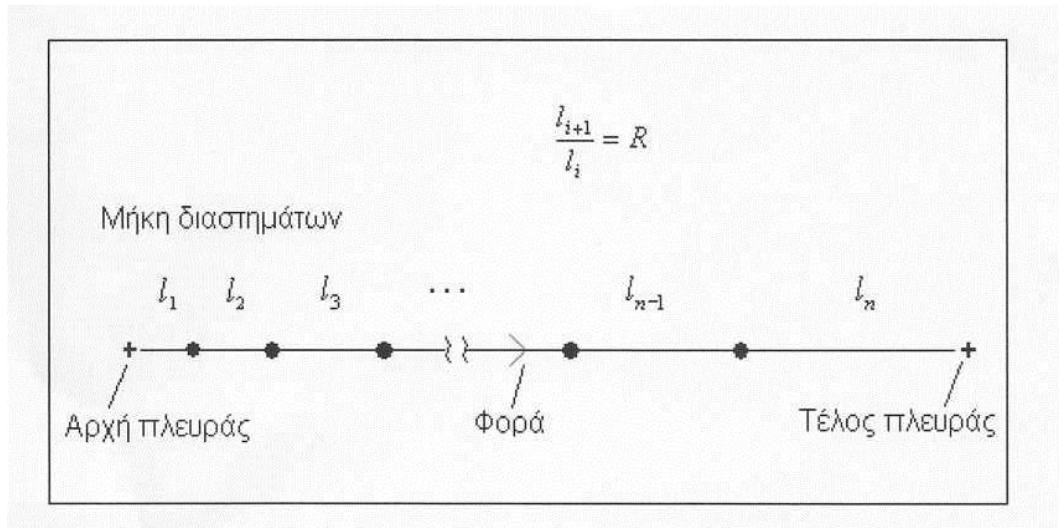 l_{i+1}
l_i
= R
Μήκη διαστημάτων
l_1 l_2 l_3 ... l_{n-1} l_n
Αρχή πλευράς Φορά Τέλος πλευράς